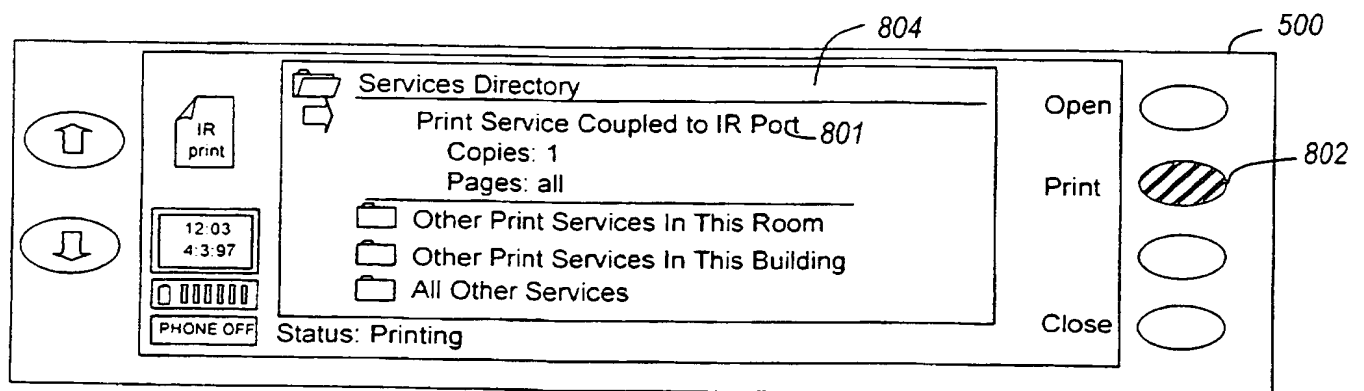 804
500
Services Directory
Print Service Coupled to IR Port 801
Copies: 1
Pages: all
Other Print Services In This Room
Other Print Services In This Building
All Other Services
Status: Printing
IR
print
12:03
4:3:97
PHONE OFF
Open
Print
802
Close